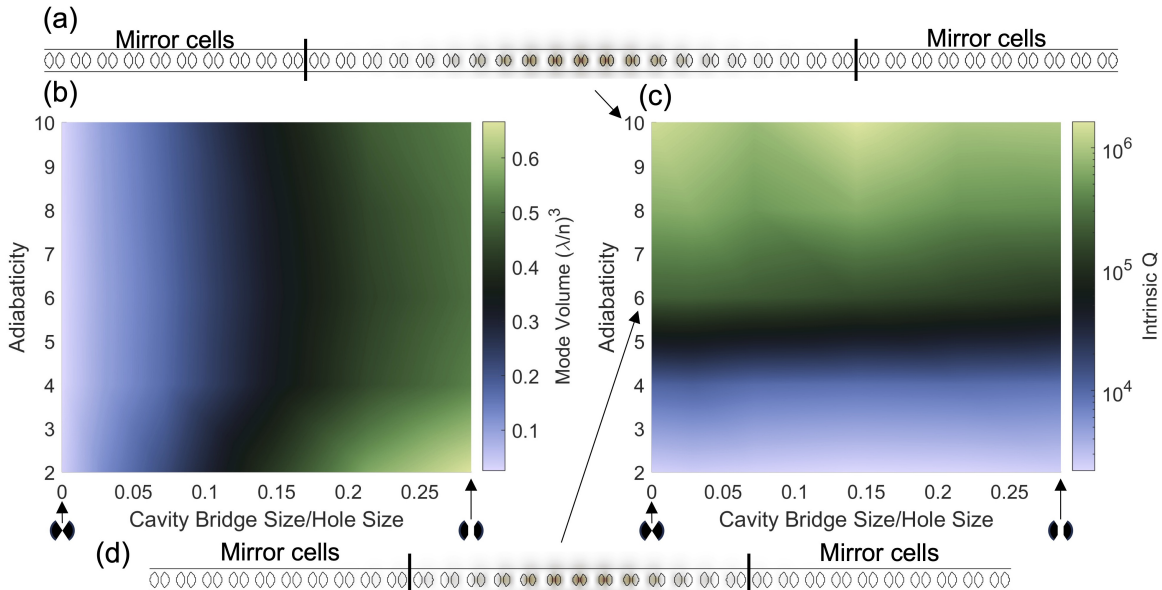 (a)
Mirror cells
Mirror cells
(b)
10
9
8
7
6
5
4
3
2
Adiabaticity
0
0.05
0.1
0.15
0.2
0.25
Cavity Bridge Size/Hole Size
0.6
0.5
0.4
0.3
0.2
0.1
Mode Volume (λ/n)³
(c)
10
9
8
7
6
5
4
3
2
Adiabaticity
0
0.05
0.1
0.15
0.2
0.25
Cavity Bridge Size/Hole Size
10⁶
10⁵
10⁴
Intrinsic Q
(d)
Mirror cells
Mirror cells